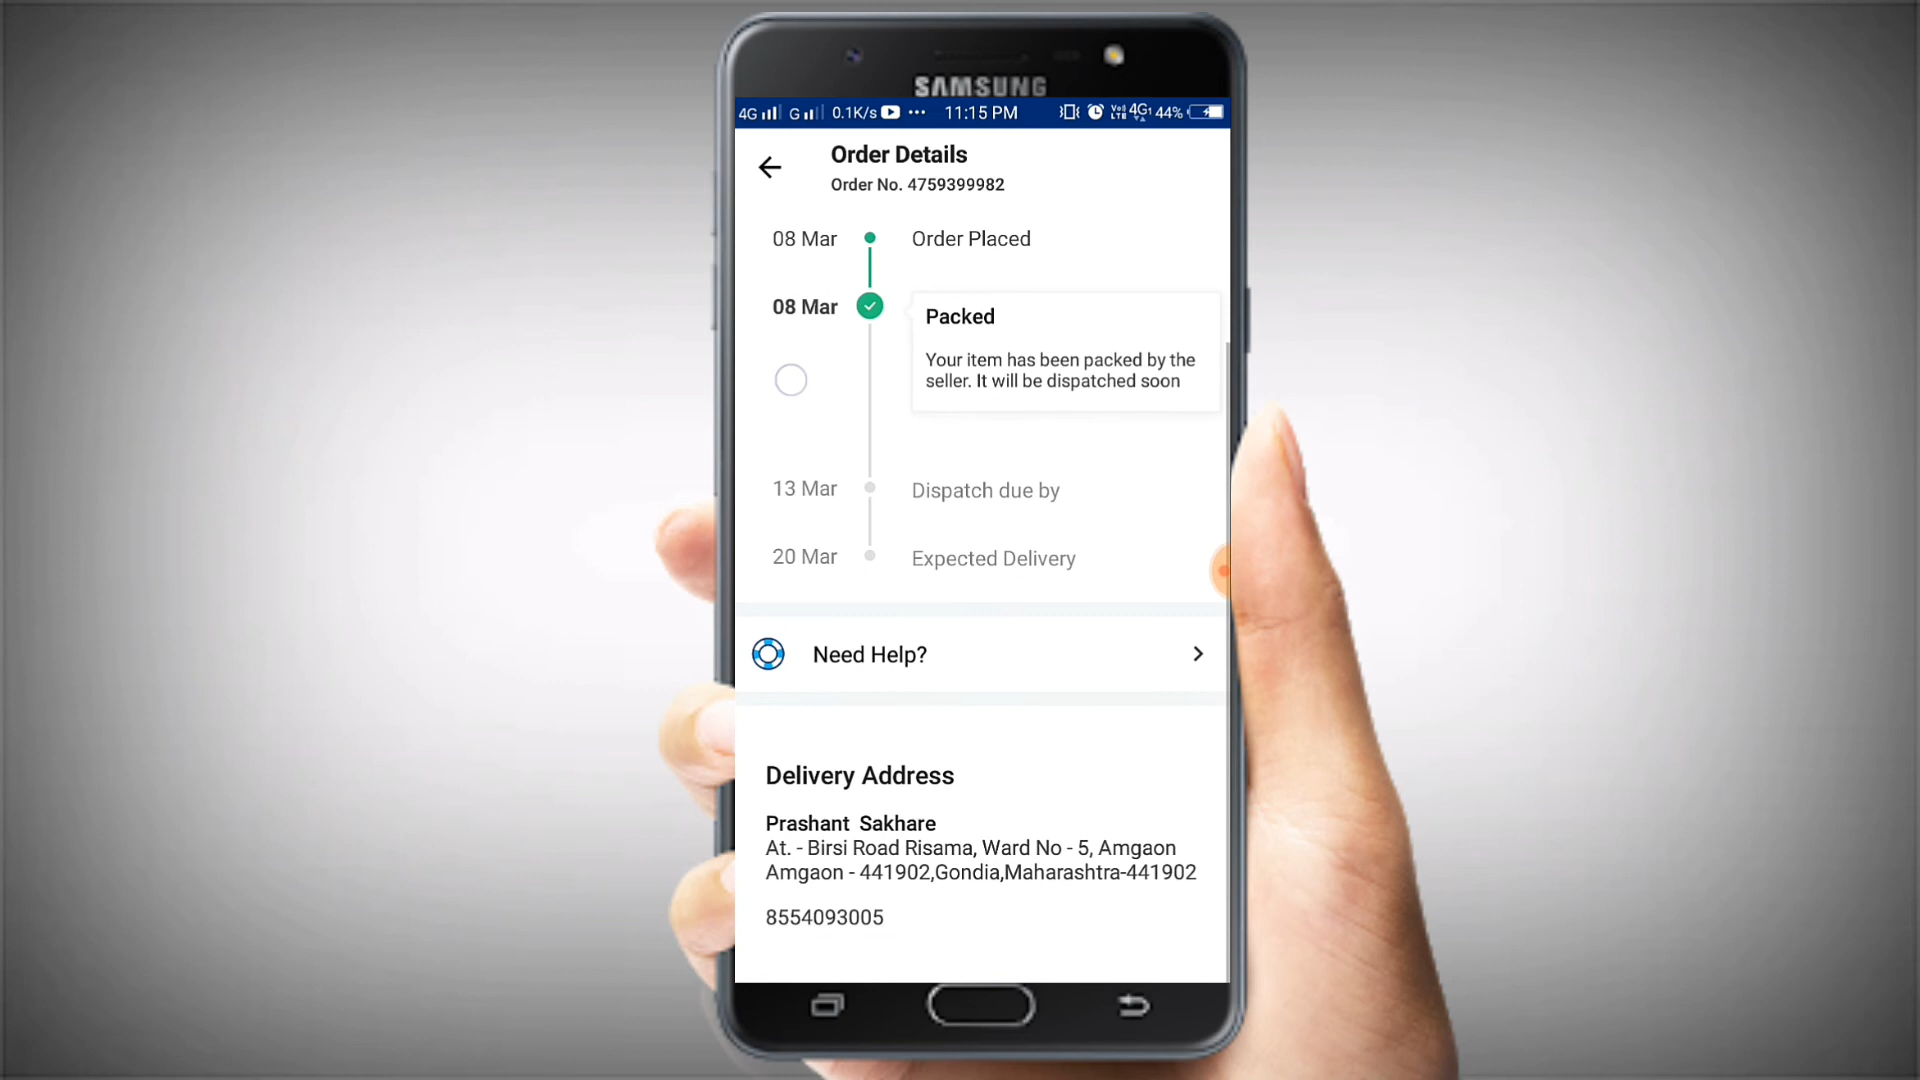 SAMSUNG
4G G 0.1K/s 11:15 PM VoI LTE 4G1 44%
Order Details
Order No. 4759399982
08 Mar Order Placed
08 Mar Packed
Your item has been packed by the
seller. It will be dispatched soon
13 Mar Dispatch due by
20 Mar Expected Delivery
Need Help?
Delivery Address
Prashant Sakhare
At. - Birsi Road Risama, Ward No - 5, Amgaon
Amgaon - 441902,Gondia,Maharashtra-441902
8554093005